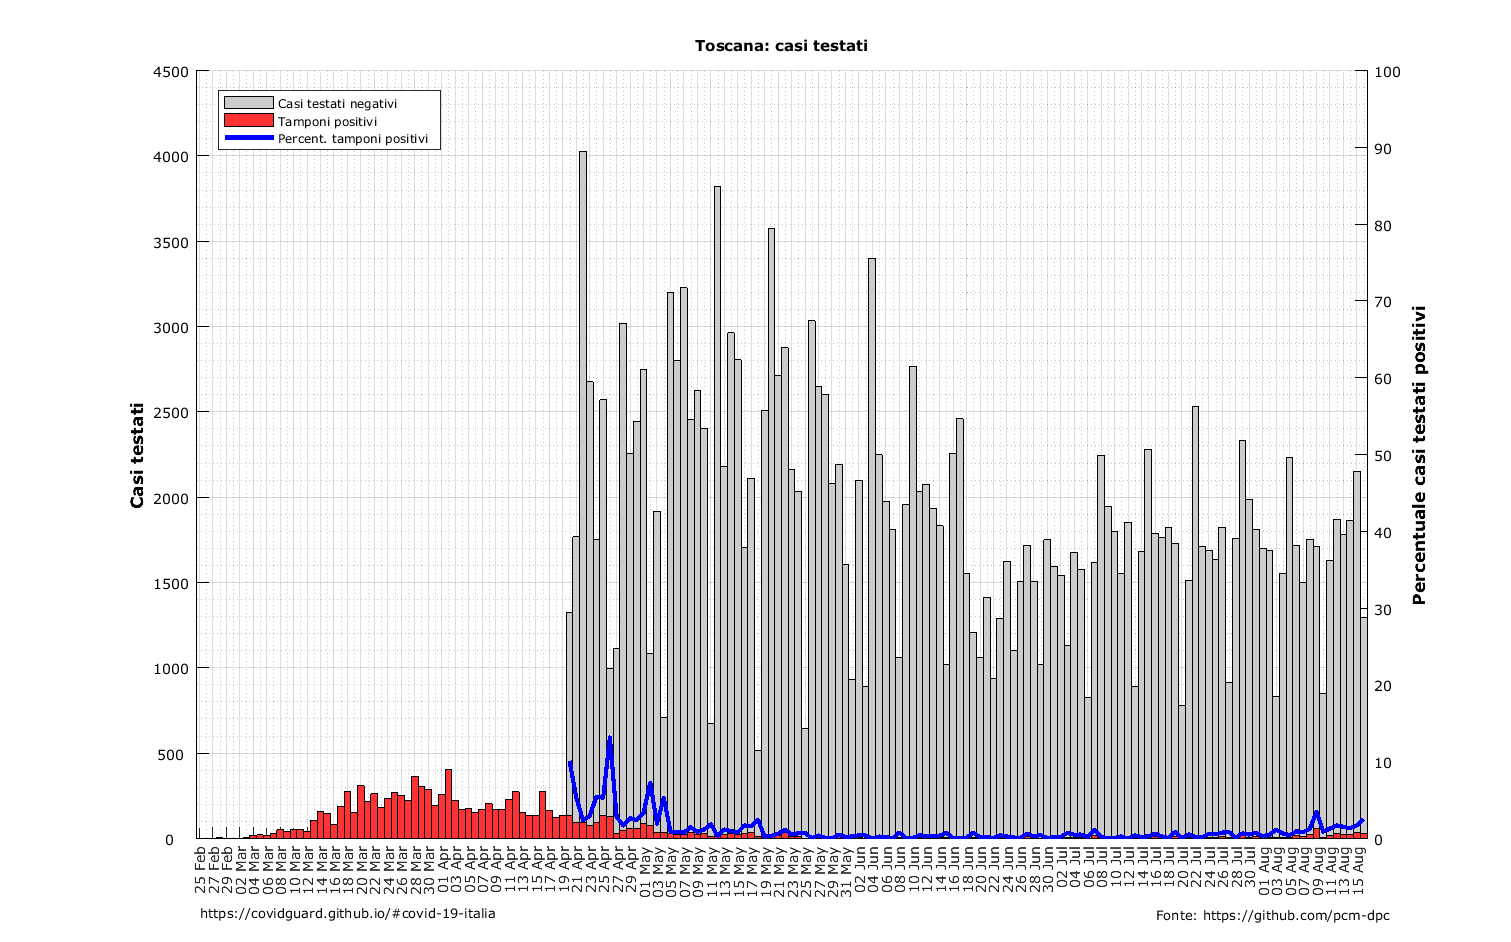 Toscana: casi testati
Casi testati negativi
Tamponi positivi
Percent. tamponi positivi
Casi testati
4500
4000
3500
3000
2500
2000
1500
1000
500
0
100
90
80
70
60
50
40
30
20
10
0
Percentuale casi testati positivi
25 Feb
27 Feb
29 Feb
02 Mar
04 Mar
06 Mar
08 Mar
10 Mar
12 Mar
14 Mar
16 Mar
18 Mar
20 Mar
22 Mar
24 Mar
26 Mar
28 Mar
30 Mar
01 Apr
03 Apr
05 Apr
07 Apr
09 Apr
11 Apr
13 Apr
15 Apr
17 Apr
19 Apr
21 Apr
23 Apr
25 Apr
27 Apr
29 Apr
01 May
03 May
05 May
07 May
09 May
11 May
13 May
15 May
17 May
19 May
21 May
23 May
25 May
27 May
29 May
31 May
02 Jun
04 Jun
06 Jun
08 Jun
10 Jun
12 Jun
14 Jun
16 Jun
18 Jun
20 Jun
22 Jun
24 Jun
26 Jun
28 Jun
30 Jun
02 Jul
04 Jul
06 Jul
08 Jul
10 Jul
12 Jul
14 Jul
16 Jul
18 Jul
20 Jul
22 Jul
24 Jul
26 Jul
28 Jul
30 Jul
01 Aug
03 Aug
05 Aug
07 Aug
09 Aug
11 Aug
13 Aug
15 Aug
https://covidguard.github.io/#covid-19-italia
Fonte: https://github.com/pcm-dpc